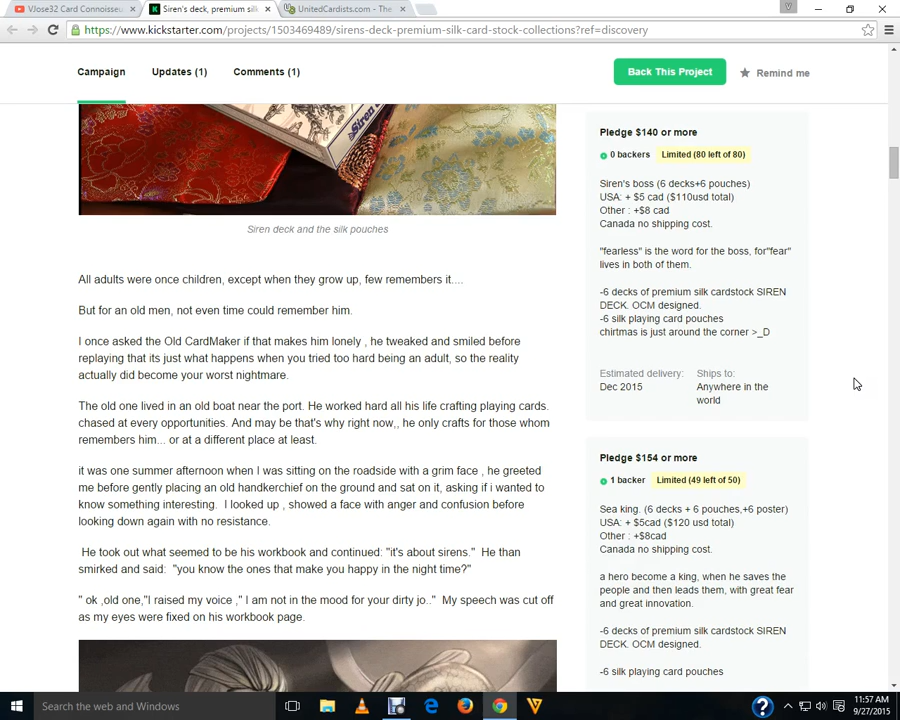 VJose32 Card Connoisseu
Siren's deck, premium silk
UnitedCardists.com - The
https://www.kickstarter.com/projects/1503469489/sirens-deck-premium-silk-card-stock-collections?ref=discovery
Campaign
Updates (1)
Comments (1)
Back This Project
Remind me
Siren
Siren deck and the silk pouches
All adults were once children, except when they grow up, few remembers it....
But for an old men, not even time could remember him.
I once asked the Old CardMaker if that makes him lonely , he tweaked and smiled before
replaying that its just what happens when you tried too hard being an adult, so the reality
actually did become your worst nightmare.
The old one lived in an old boat near the port. He worked hard all his life crafting playing cards.
chased at every opportunities. And may be that's why right now,, he only crafts for those whom
remembers him... or at a different place at least.
it was one summer afternoon when I was sitting on the roadside with a grim face , he greeted
me before gently placing an old handkerchief on the ground and sat on it, asking if i wanted to
know something interesting.  I looked up , showed a face with anger and confusion before
looking down again with no resistance.
He took out what seemed to be his workbook and continued: "it's about sirens."  He than
smirked and said:  "you know the ones that make you happy in the night time?"
" ok ,old one,"I raised my voice ," I am not in the mood for your dirty jo.."  My speech was cut off
as my eyes were fixed on his workbook page.
Pledge $140 or more
0 backers
Limited (80 left of 80)
Siren's boss (6 decks+6 pouches)
USA: + $5 cad ($110usd total)
Other : +$8 cad
Canada no shipping cost.
"fearless" is the word for the boss, for"fear"
lives in both of them.
-6 decks of premium silk cardstock SIREN
DECK. OCM designed.
-6 silk playing card pouches
chirtmas is just around the corner >_D
Estimated delivery:
Dec 2015
Ships to:
Anywhere in the
world
Pledge $154 or more
1 backer
Limited (49 left of 50)
Sea king. (6 decks + 6 pouches,+6 poster)
USA: + $5cad ($120 usd total)
Other : +$8cad
Canada no shipping cost.
a hero become a king, when he saves the
people and then leads them, with great fear
and great innovation.
-6 decks of premium silk cardstock SIREN
DECK. OCM designed.
-6 silk playing card pouches
Search the web and Windows
11:57 AM
9/27/2015